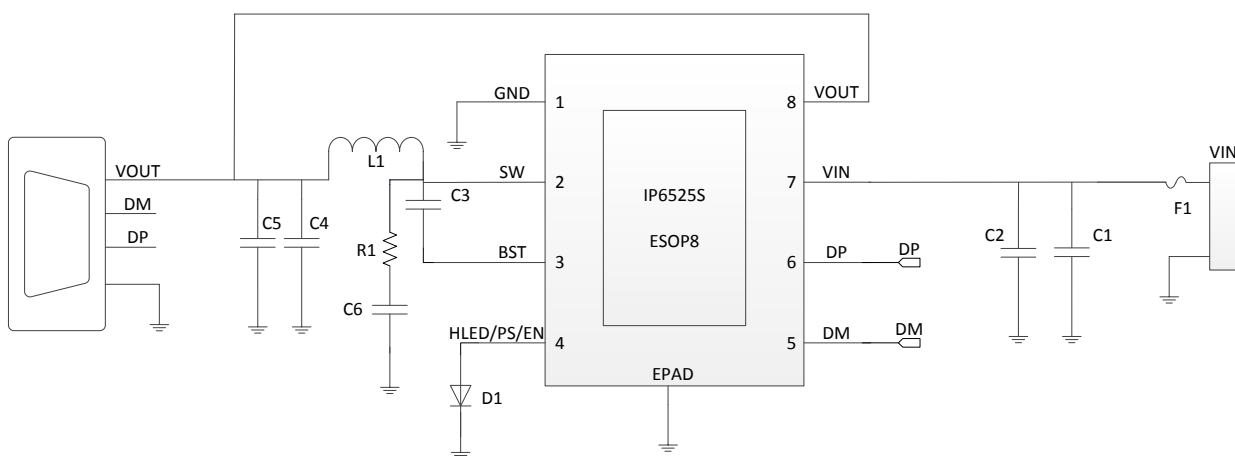 GND
1
8
VOUT
VOUT
L1
SW
2
7
VIN
VIN
C3
IP6525S
F1
DM
C5
C4
C2
C1
DP
R1
ESOP8
BST
3
6
DP
DP
C6
HLED/PS/EN
4
5
DM
DM
EPAD
D1